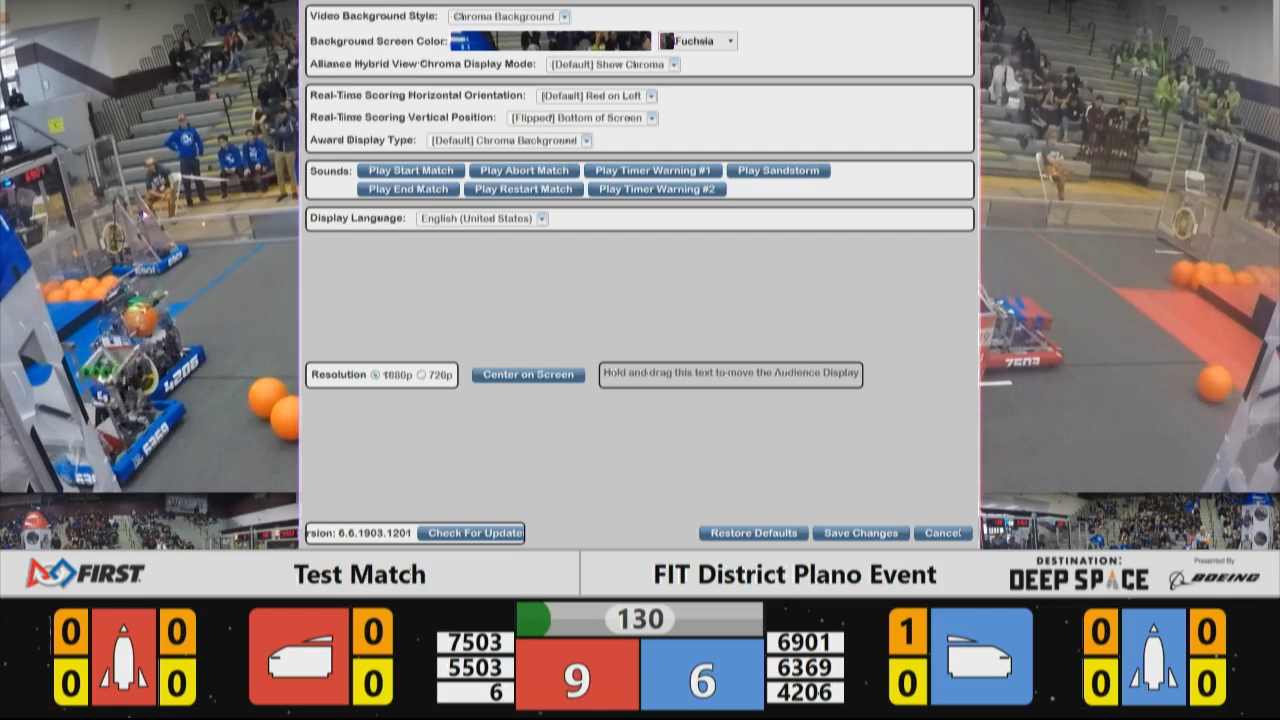 Video Background Style: Chroma Background
Background Screen Color: Fuchsia
Alliance Hybrid View Chroma Display Mode: [Default] Show Chroma
Real-Time Scoring Horizontal Orientation: [Default] Red on Left
Real-Time Scoring Vertical Position: [Flipped] Bottom of Screen
Award Display Type: [Default] Chroma Background
Sounds: Play Start Match Play Abort Match Play Timer Warning #1 Play Sandstorm
Play End Match Play Restart Match Play Timer Warning #2
Display Language: English (United States)
6901
6901
4206
6369
7503
Resolution 1080p 720p Center on Screen Hold and drag this text to move the Audience Display
rsion: 6.6.1903.1201 Check For Update Restore Defaults Save Changes Cancel
FIRST Test Match FIT District Plano Event DESTINATION: DEEP SPACE Presented By BOEING
0 0 0 130 1 0 0
7503 6901
5503 6369
6 4206
0 0 0 9 6 0 0 0